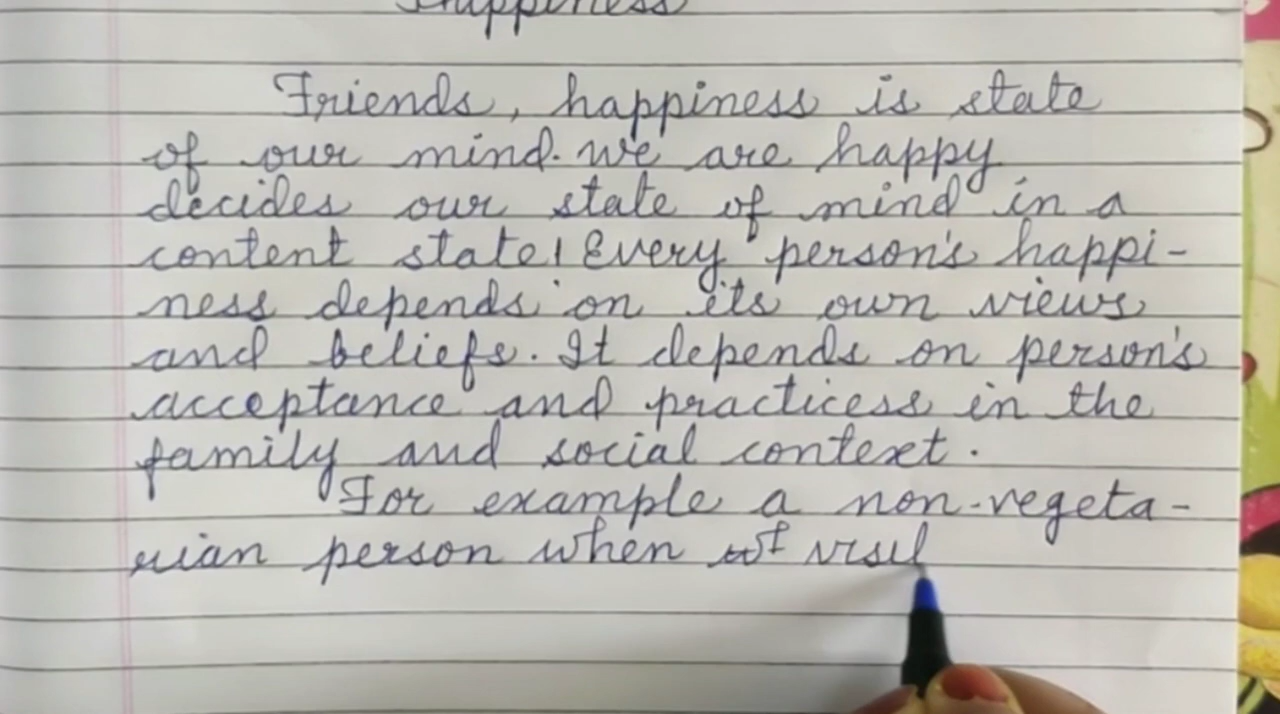 Happiness
Friends, happiness is state
of our mind. we are happy
decides our state of mind in a
content state! Every person's happi-
ness depends on its own views
and beliefs. It depends on person's
acceptance and practicess in the
family and social context.
For example a non-vegeta-
rian person when